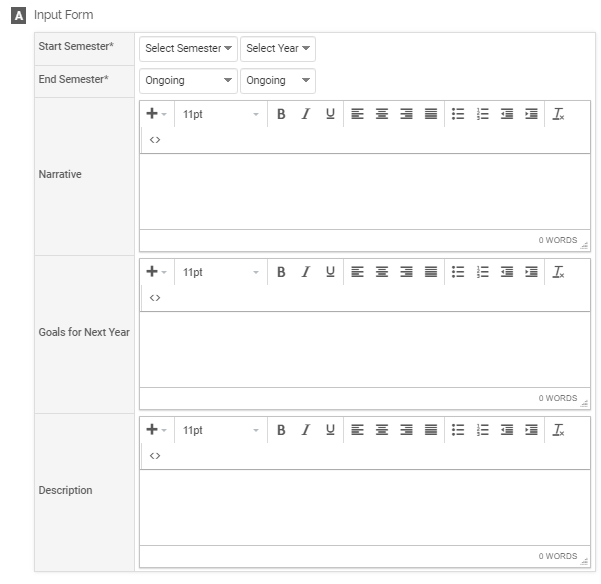 A Input Form
Start Semester* Select Semester Select Year
End Semester* Ongoing Ongoing
11pt B I U
<>
Narrative
0 WORDS
11pt B I U
<>
Goals for Next Year
0 WORDS
11pt B I U
<>
Description
0 WORDS